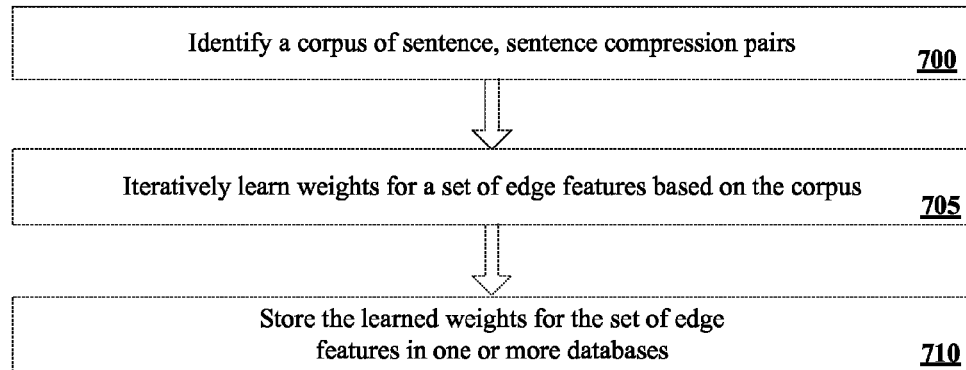 Identify a corpus of sentence, sentence compression pairs
700
Iteratively learn weights for a set of edge features based on the corpus
705
Store the learned weights for the set of edge
features in one or more databases
710